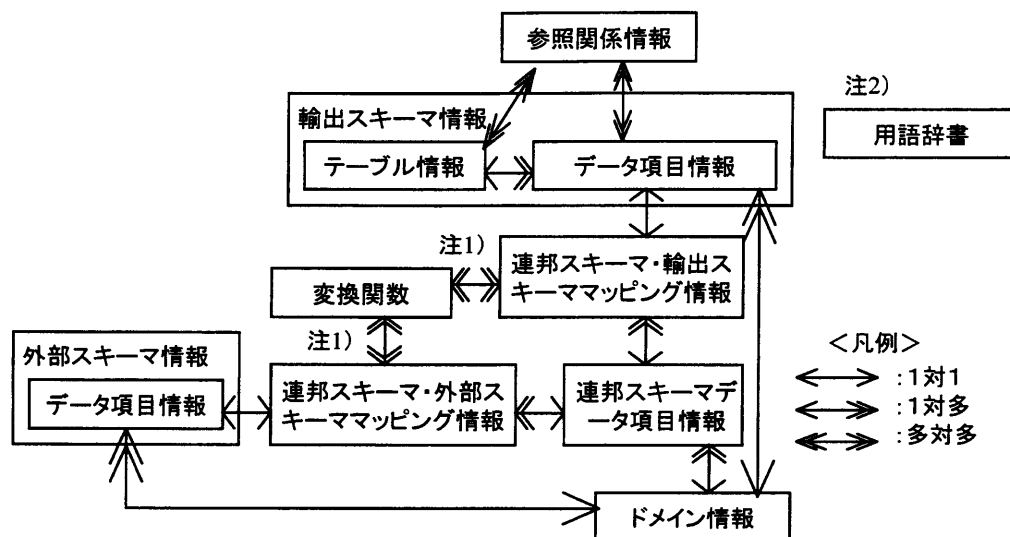 参照関係情報
注2)
輸出スキーマ情報
用語辞書
テーブル情報
データ項目情報
注1)
連邦スキーマ・輸出ス
キーママッピング情報
変換関数
注1)
外部スキーマ情報
データ項目情報
連邦スキーマ・外部ス
キーママッピング情報
連邦スキーマデ
ータ項目情報
＜凡例＞
:1対1
:1対多
:多対多
ドメイン情報